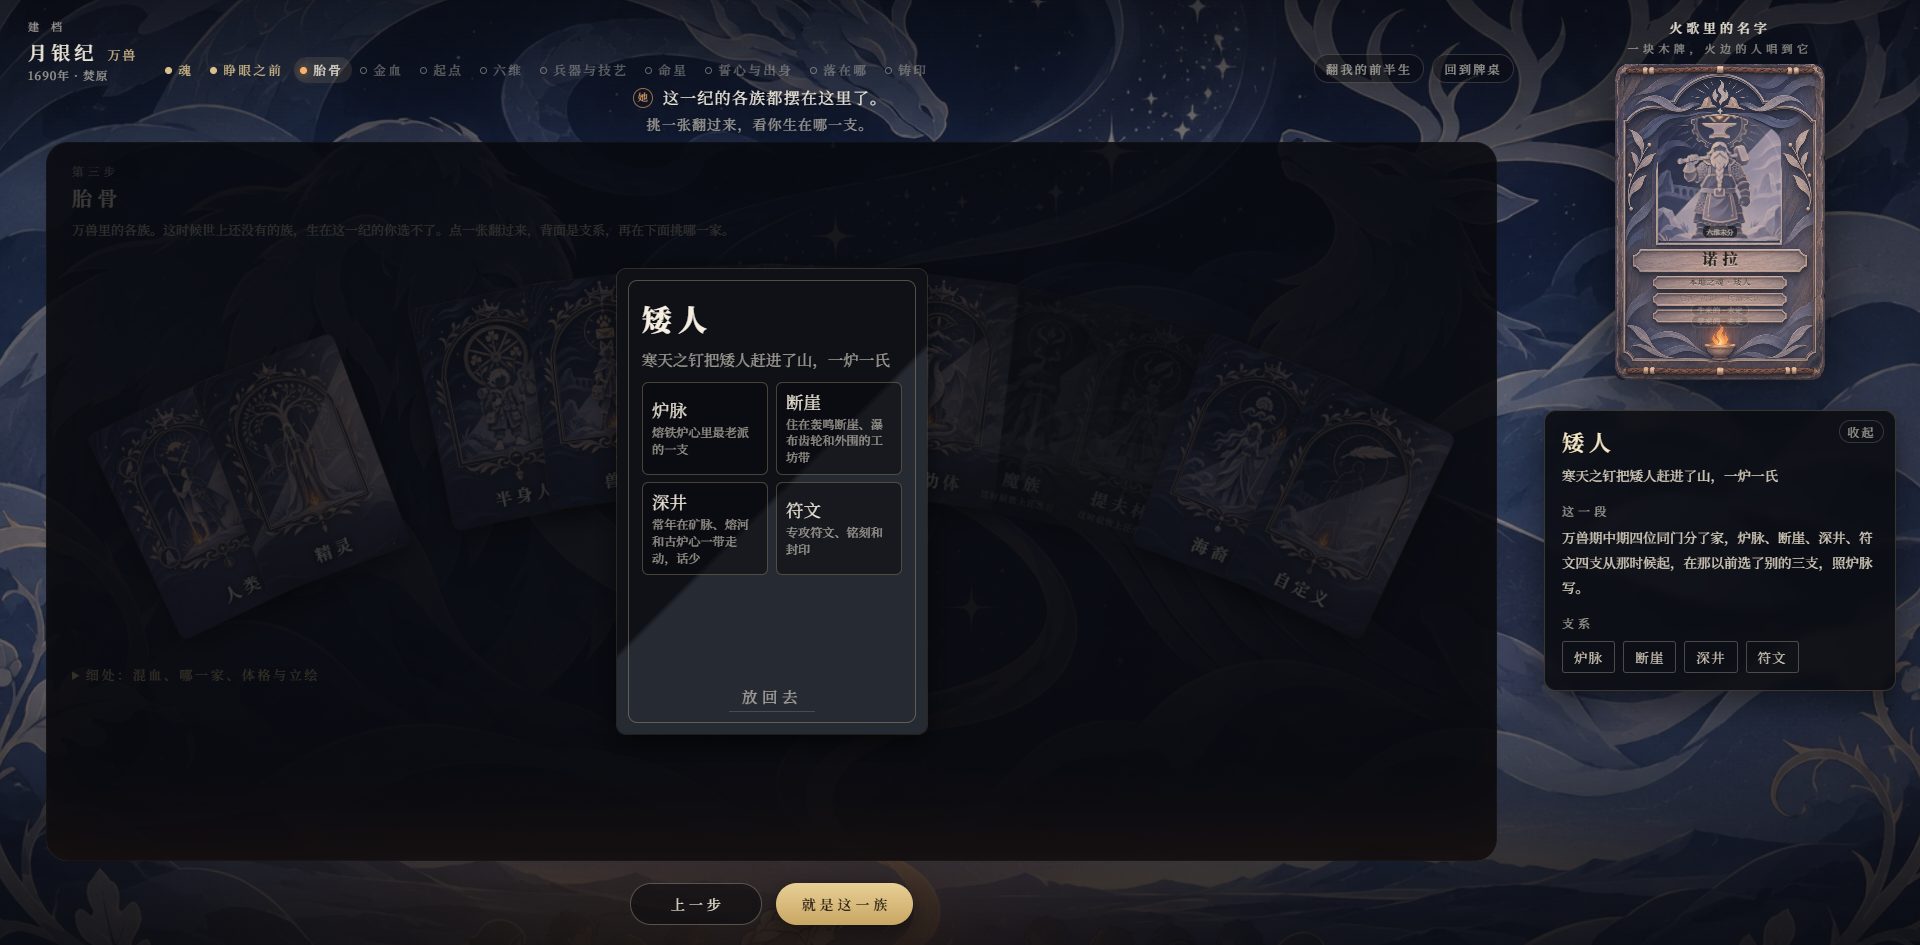 建 档
月银纪 万兽
1690年 · 焚原
魂 睁眼之前 胎骨 金血 起点 六维 兵器与技艺 命星 誓心与出身 落在哪 铸印
她 这一纪的各族都摆在这里了。
挑一张翻过来，看你生在哪一支。
翻我的前半生 回到牌桌
火歌里的名字
一块木牌，火边的人唱到它
六维未分
诺拉
本地之魂 · 矮人
第三步
胎骨
万兽里的各族。这时候世上还没有的族，生在这一纪的你选不了。点一张翻过来，背面是支系，再在下面挑哪一家。
人类
精灵
半身人
兽
矮人
寒天之钉把矮人赶进了山，一炉一氏
炉脉
熔铁炉心里最老派的一支
断崖
住在轰鸣断崖、瀑布齿轮和外围的工坊带
深井
常年在矿脉、熔河和古炉心一带走动，话少
符文
专攻符文、铭刻和封印
放回去
魔族
提夫林
海裔
自定义
▶ 细处：混血、哪一家、体格与立绘
收起
矮人
寒天之钉把矮人赶进了山，一炉一氏
这一段
万兽期中期四位同门分了家，炉脉、断崖、深井、符
文四支从那时候起，在那以前选了别的三支，照炉脉
写。
支系
炉脉 断崖 深井 符文
上一步 就是这一族